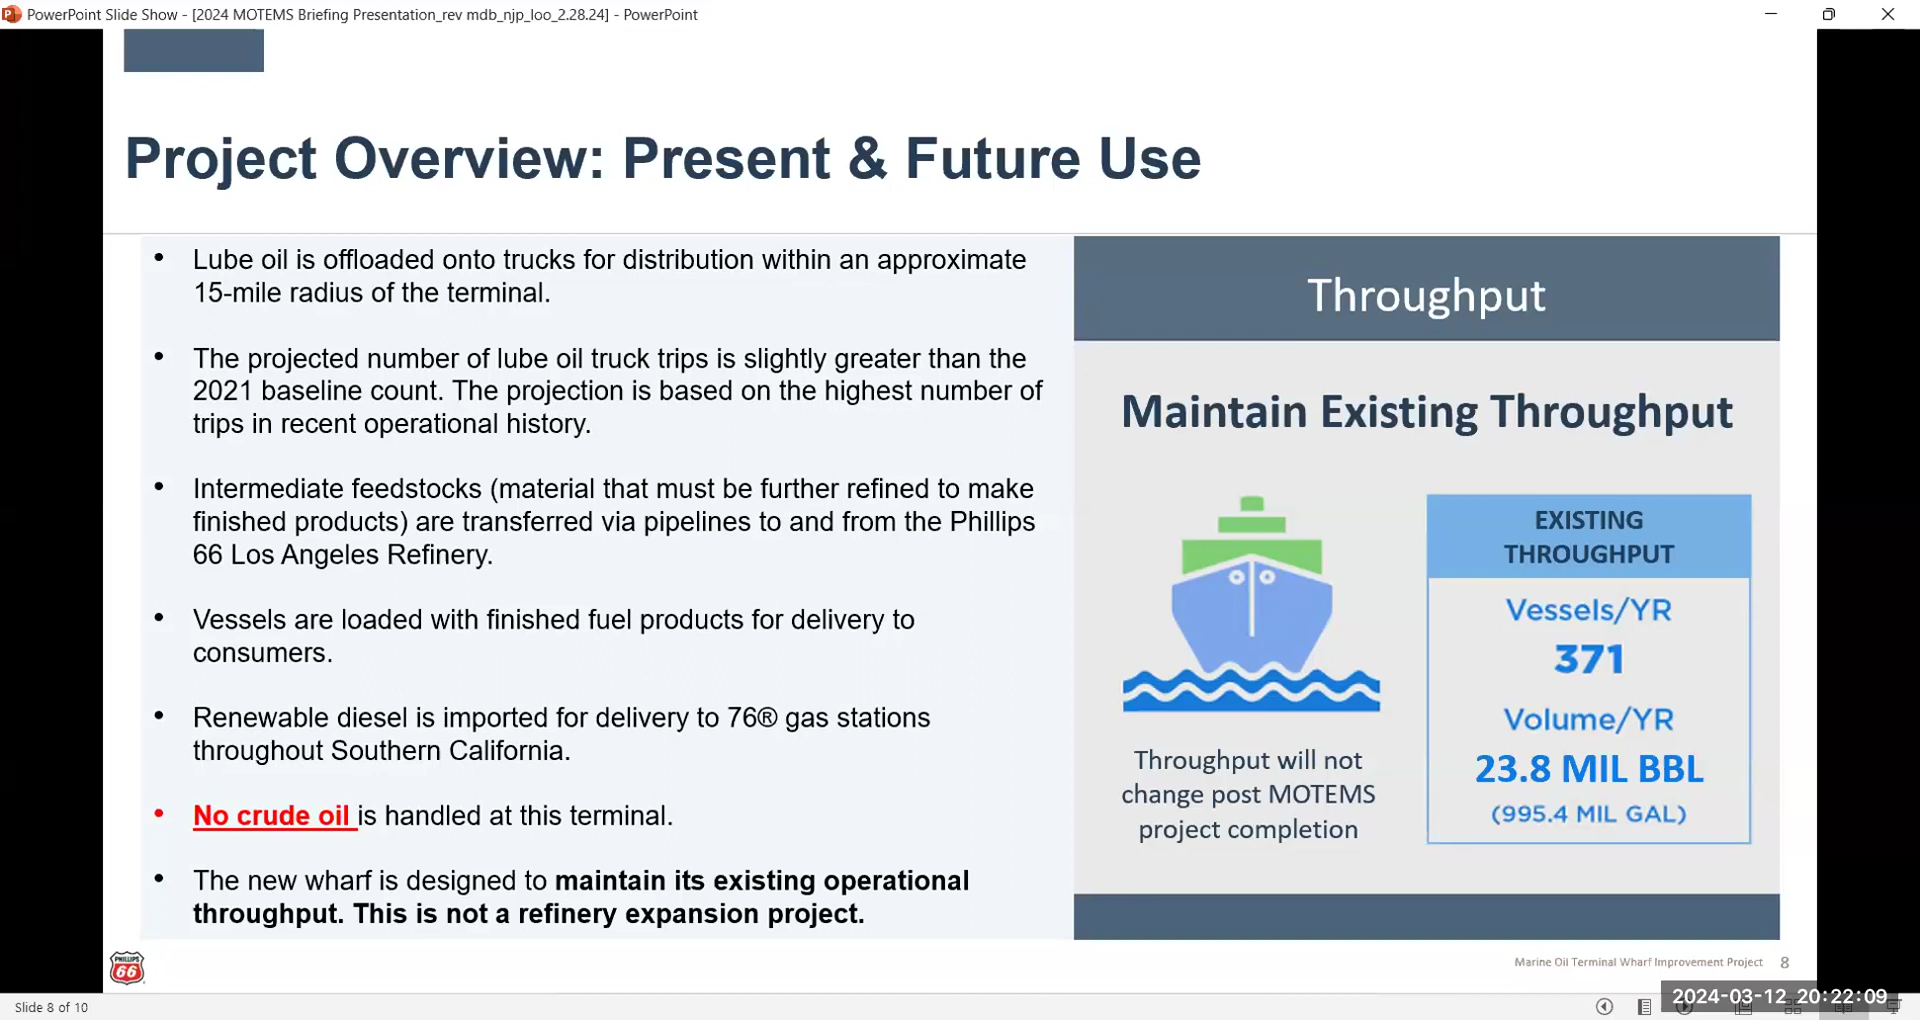 PowerPoint Slide Show - [2024 MOTEMS Briefing Presentation_rev mdb_njp_loo_2.28.24] - PowerPoint
Project Overview: Present & Future Use
• Lube oil is offloaded onto trucks for distribution within an approximate
15-mile radius of the terminal.
• The projected number of lube oil truck trips is slightly greater than the
2021 baseline count. The projection is based on the highest number of
trips in recent operational history.
• Intermediate feedstocks (material that must be further refined to make
finished products) are transferred via pipelines to and from the Phillips
66 Los Angeles Refinery.
• Vessels are loaded with finished fuel products for delivery to
consumers.
• Renewable diesel is imported for delivery to 76® gas stations
throughout Southern California.
• No crude oil is handled at this terminal.
• The new wharf is designed to maintain its existing operational
throughput. This is not a refinery expansion project.
Throughput
Maintain Existing Throughput
Throughput will not
change post MOTEMS
project completion
EXISTING
THROUGHPUT
Vessels/YR
371
Volume/YR
23.8 MIL BBL
(995.4 MIL GAL)
PHILLIPS
66
Marine Oil Terminal Wharf Improvement Project 8
Slide 8 of 10
2024-03-12 20:22:09